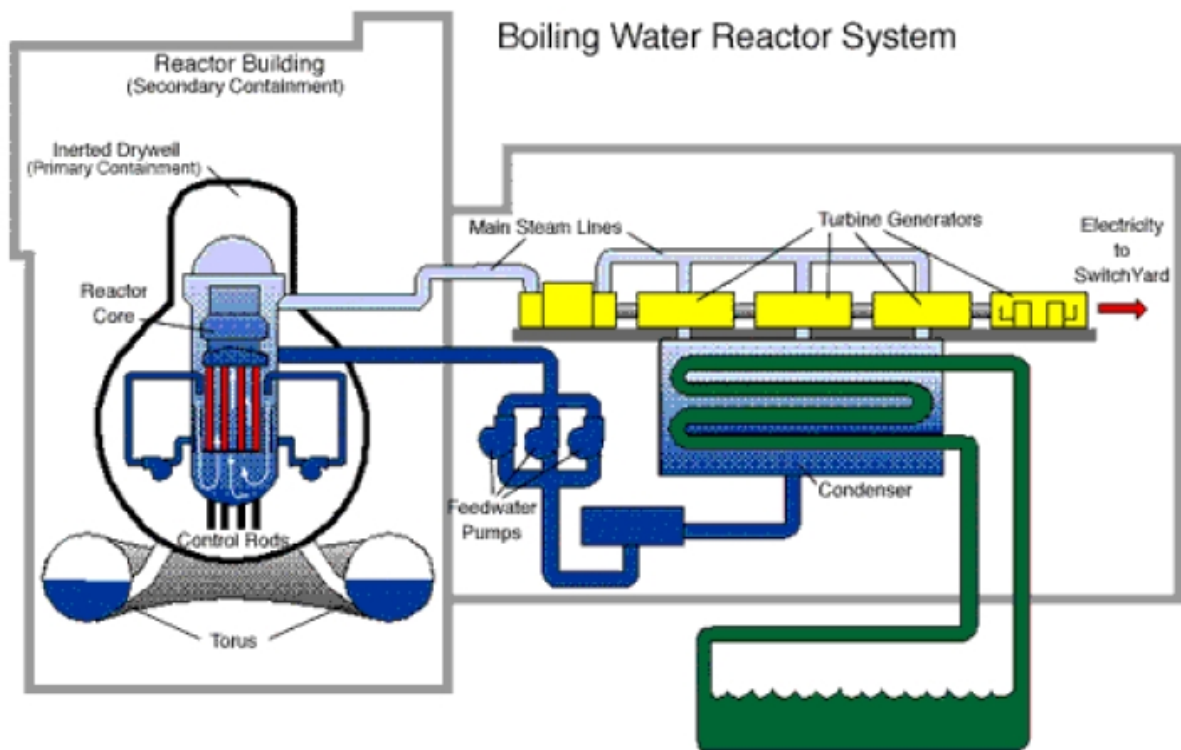 Boiling Water Reactor System
Reactor Building
(Secondary Containment)
Inerted Drywell
(Primary Containment)
Main Steam Lines
Turbine Generators
Electricity
to
SwitchYard
Reactor
Core
Feedwater
Pumps
Condenser
Control Rods
Torus